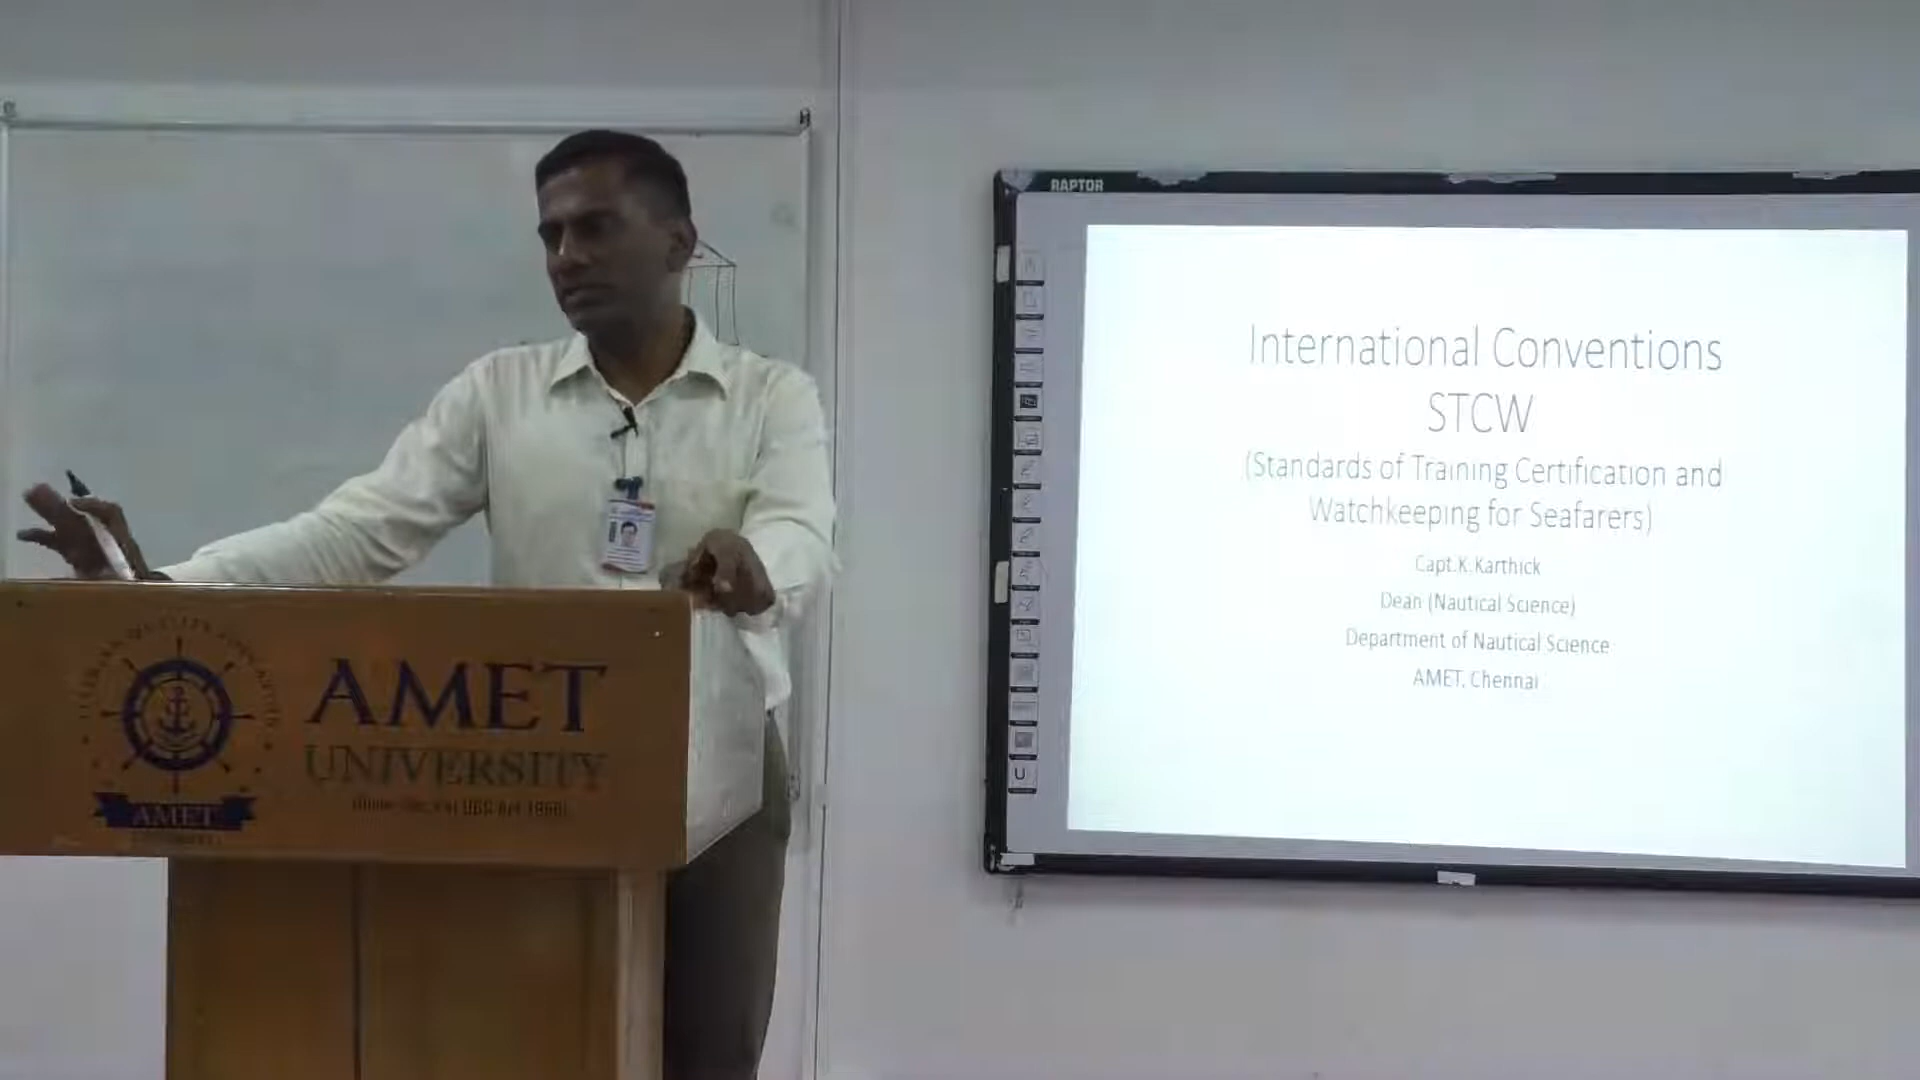 RAPTOR
International Conventions
STCW
(Standards of Training Certification and
Watchkeeping for Seafarers)
Capt.K.Karthick
Dean (Nautical Science)
Department of Nautical Science
AMET, Chennai
AMET
UNIVERSITY
AMET